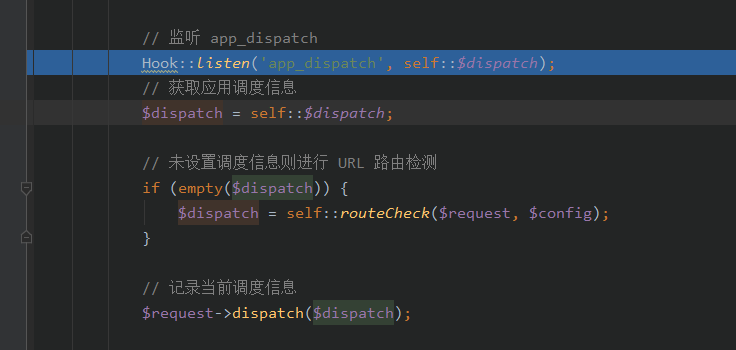 // 监听 app_dispatch
Hook::listen('app_dispatch', self::$dispatch);
// 获取应用调度信息
$dispatch = self::$dispatch;
// 未设置调度信息则进行 URL 路由检测
if (empty($dispatch)) {
$dispatch = self::routeCheck($request, $config);
}
// 记录当前调度信息
$request->dispatch($dispatch);